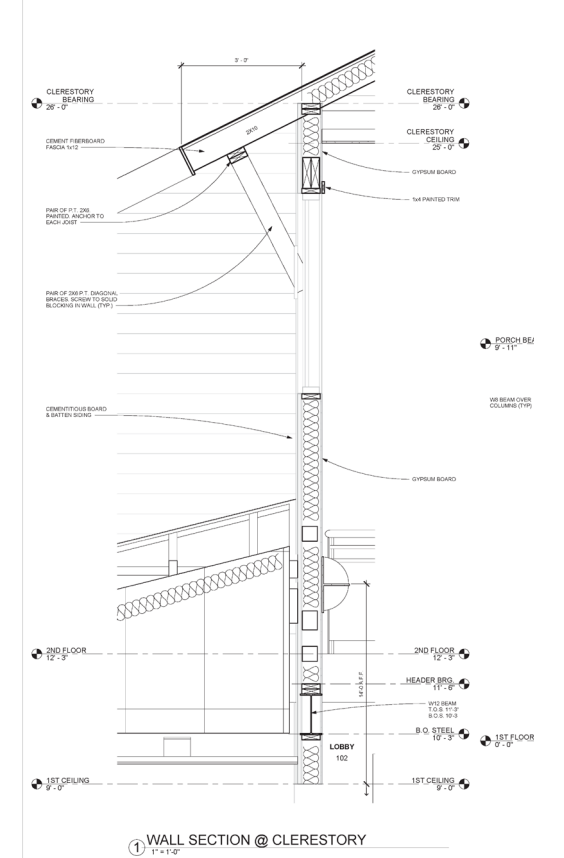 3' - 0"
CLERESTORY
BEARING
26' - 0"
CLERESTORY
BEARING
26' - 0"
2X10
CLERESTORY
CEILING
25' - 0"
CEMENT FIBERBOARD
FASCIA 1x12
GYPSUM BOARD
1x4 PAINTED TRIM
PAIR OF P.T. 2X6
PAINTED. ANCHOR TO
EACH JOIST
PAIR OF 2X6 P.T. DIAGONAL
BRACES. SCREW TO SOLID
BLOCKING IN WALL (TYP.)
PORCH BEA
9' - 11"
W8 BEAM OVER
COLUMNS (TYP)
CEMENTITIOUS BOARD
& BATTEN SIDING
GYPSUM BOARD
2ND FLOOR
12' - 3"
2ND FLOOR
12' - 3"
HEADER BRG.
11' - 6"
W12 BEAM
T.O.S. 11'-3"
B.O.S. 10'-3
B.O. STEEL
10' - 3"
1ST FLOOR
0' - 0"
LOBBY
102
1ST CEILING
9' - 0"
1ST CEILING
9' - 0"
1
WALL SECTION @ CLERESTORY
1" = 1'-0"